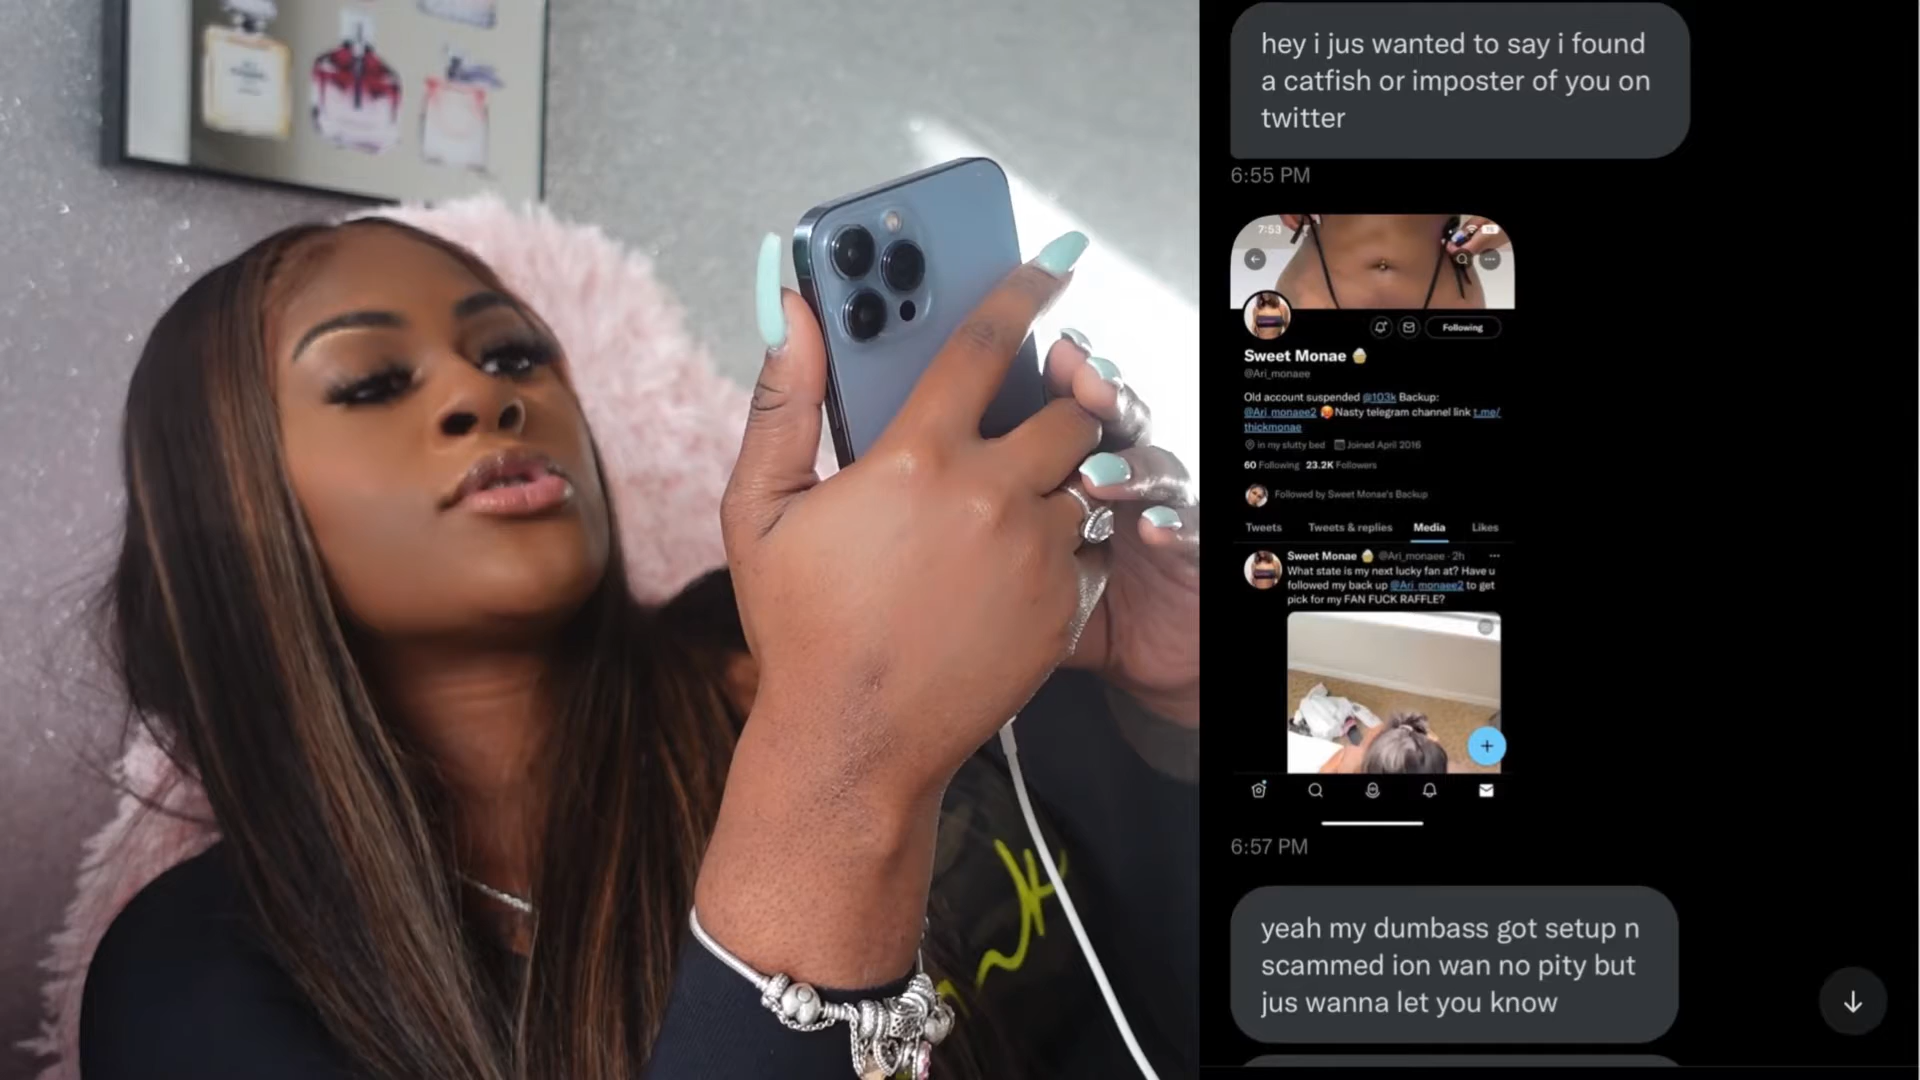 hey i jus wanted to say i found
a catfish or imposter of you on
twitter
6:55 PM
7:53
Following
Sweet Monae
@Ari_monaee
Old account suspended @103k Backup:
@Ari_monaee2 Nasty telegram channel link t.me/
thickmonae
in my slutty bed Joined April 2016
60 Following 23.2K Followers
Followed by Sweet Monae's Backup
Tweets Tweets & replies Media Likes
Sweet Monae @Ari_monaee · 2h
What state is my next lucky fan at? Have u
followed my back up @Ari_monaee2 to get
pick for my FAN FUCK RAFFLE?
6:57 PM
yeah my dumbass got setup n
scammed ion wan no pity but
jus wanna let you know